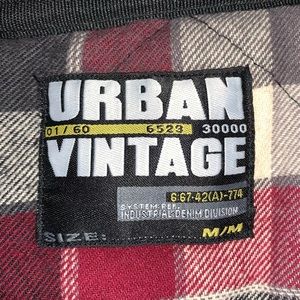 URBAN
01/60 6523 30000
VINTAGE
6·67-42(A)-774
SYSTEM REF.
INDUSTRIAL DENIM DIVISION
SIZE: M/M